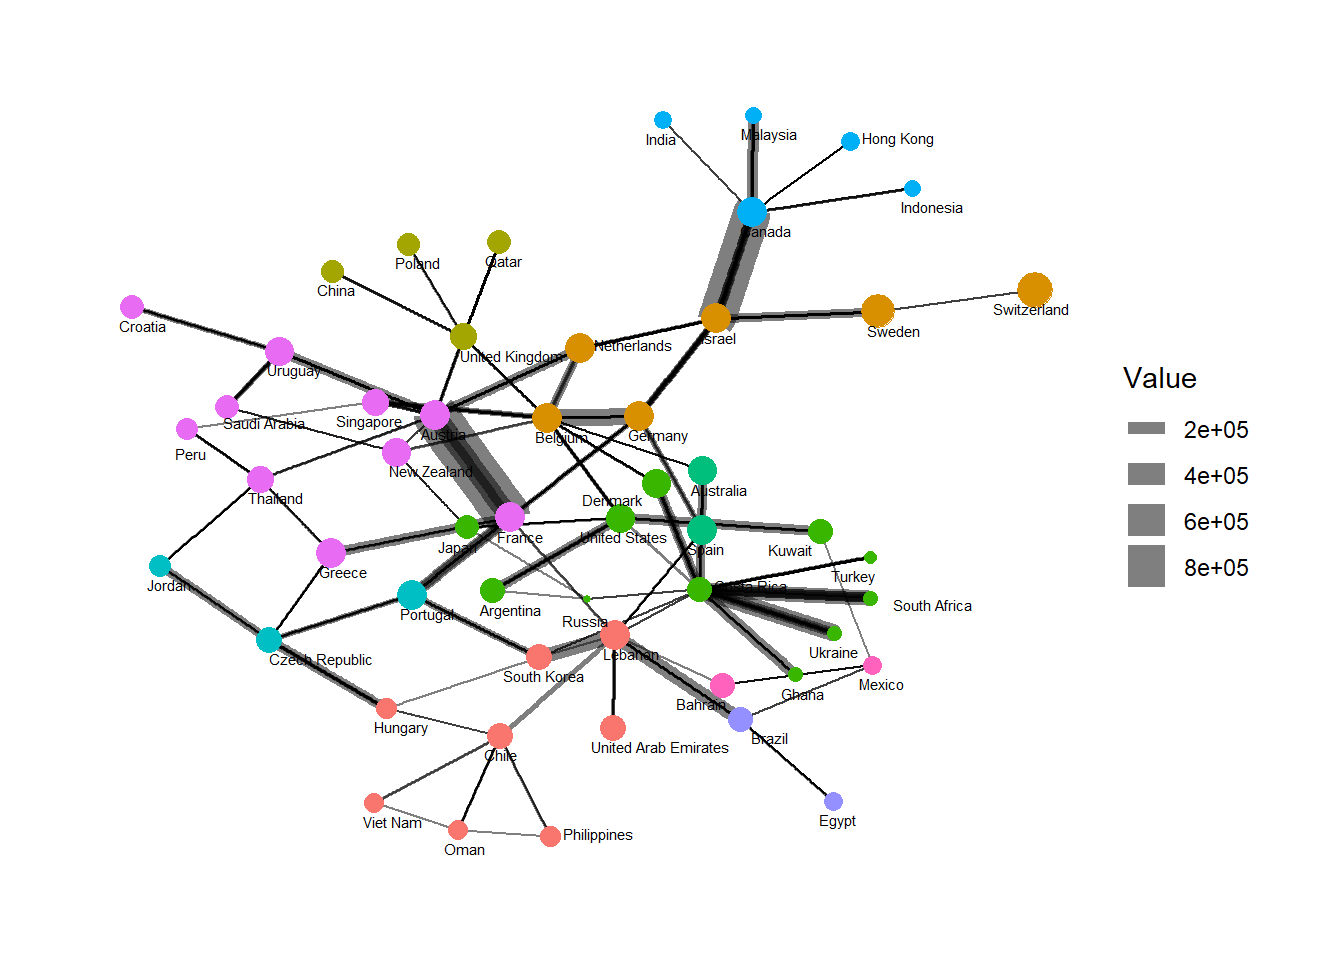 India
Malaysia
Hong Kong
Indonesia
Canada
Poland
Qatar
China
Switzerland
Croatia
Sweden
Israel
Netherlands
United Kingdom
Uruguay
Value
2e+05
4e+05
6e+05
8e+05
Singapore
Saudi Arabia
Austria
Belgium
Germany
Peru
New Zealand
Thailand
Australia
Denmark
Japan
France
United States
Spain
Kuwait
Greece
Turkey
Jordan
Costa Rica
South Africa
Argentina
Portugal
Russia
Lebanan
Ukraine
Czech Republic
South Korea
Mexico
Ghana
Bahrain
Hungary
Brazil
United Arab Emirates
Chile
Viet Nam
Egypt
Philippines
Oman